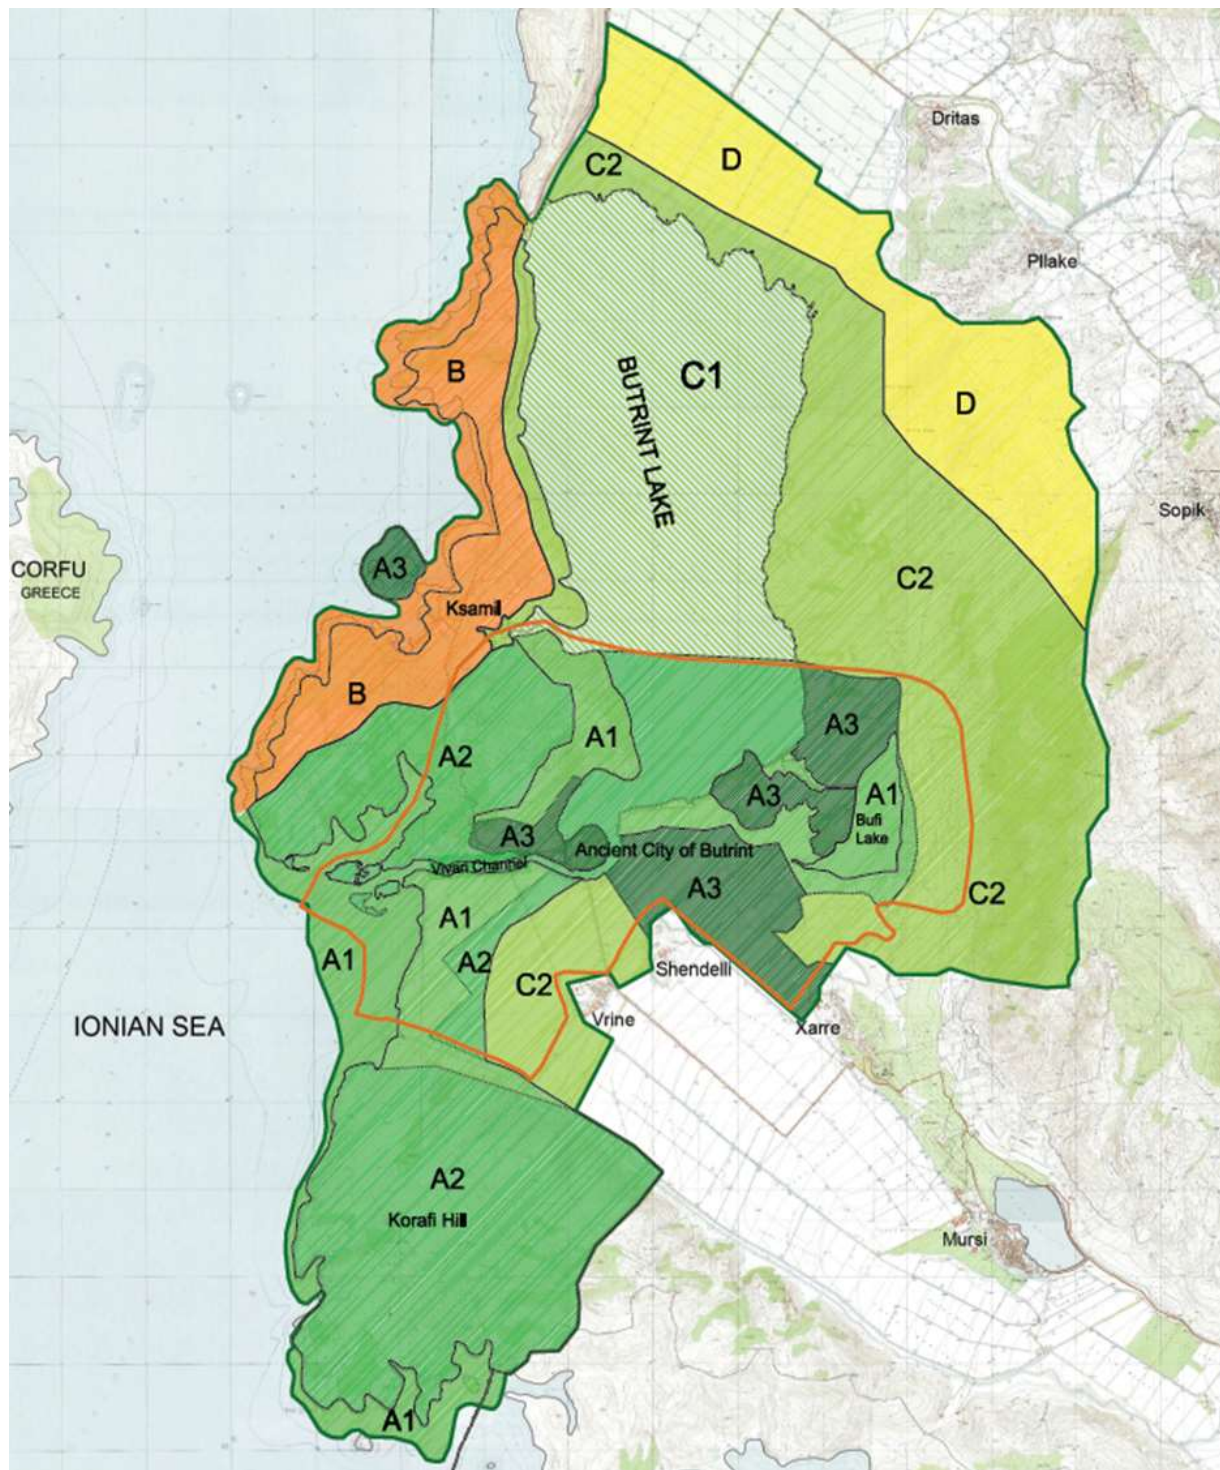 Dritas
D
C2
Pllake
B
C1
BUTRINT LAKE
D
Sopik
CORFU
GREECE
A3
C2
Ksamil
B
A1
A3
A2
A3
A1
Bufi
Lake
A3
Ancient City of Butrint
Vivari Channel
A3
C2
A1
A1
A2
C2
Shendelli
Vrine
Xarre
IONIAN SEA
A2
Korafi Hill
Mursi
A1